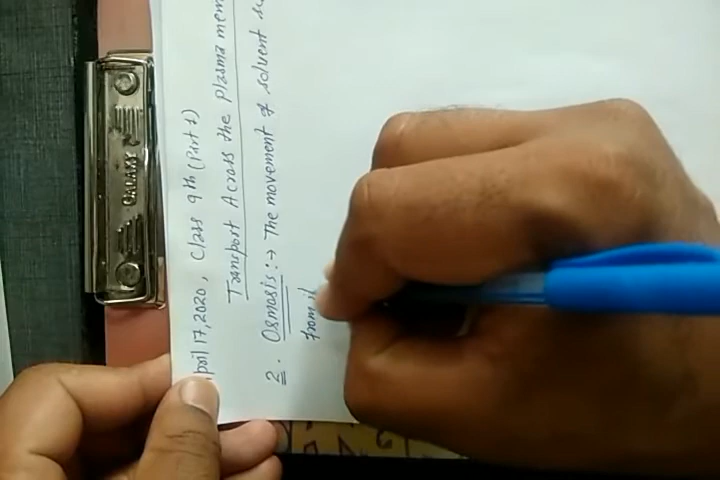 pril 17, 2020, Class 9th (Part 1)
Transport Across the Plasma mem
2. Osmosis :→ The movement of solvent
from
GALAXY